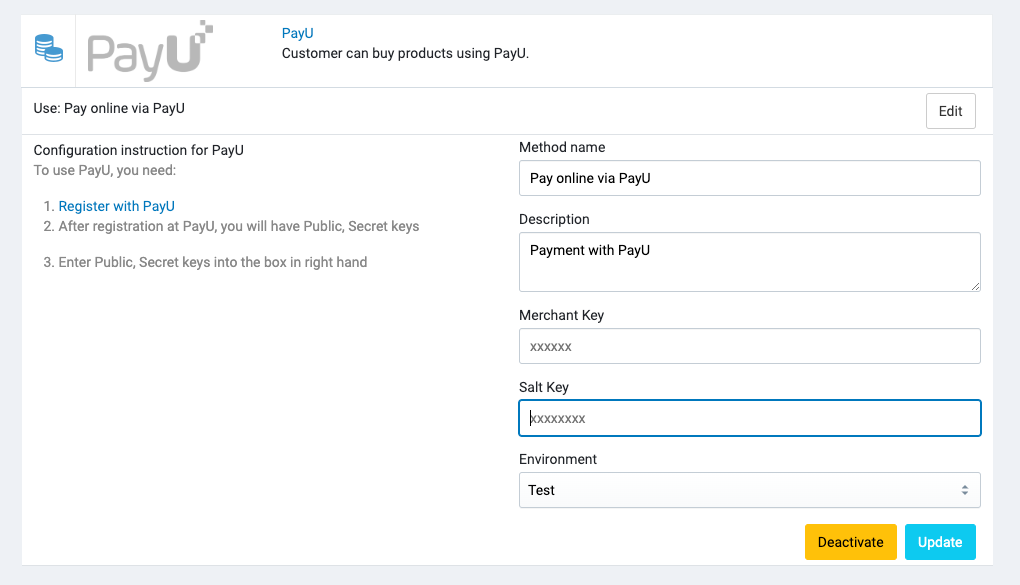 PayU
PayU
Customer can buy products using PayU.
Use: Pay online via PayU
Edit
Configuration instruction for PayU
To use PayU, you need:
1. Register with PayU
2. After registration at PayU, you will have Public, Secret keys
3. Enter Public, Secret keys into the box in right hand
Method name
Pay online via PayU
Description
Payment with PayU
Merchant Key
xxxxxx
Salt Key
xxxxxxxx
Environment
Test
Deactivate
Update